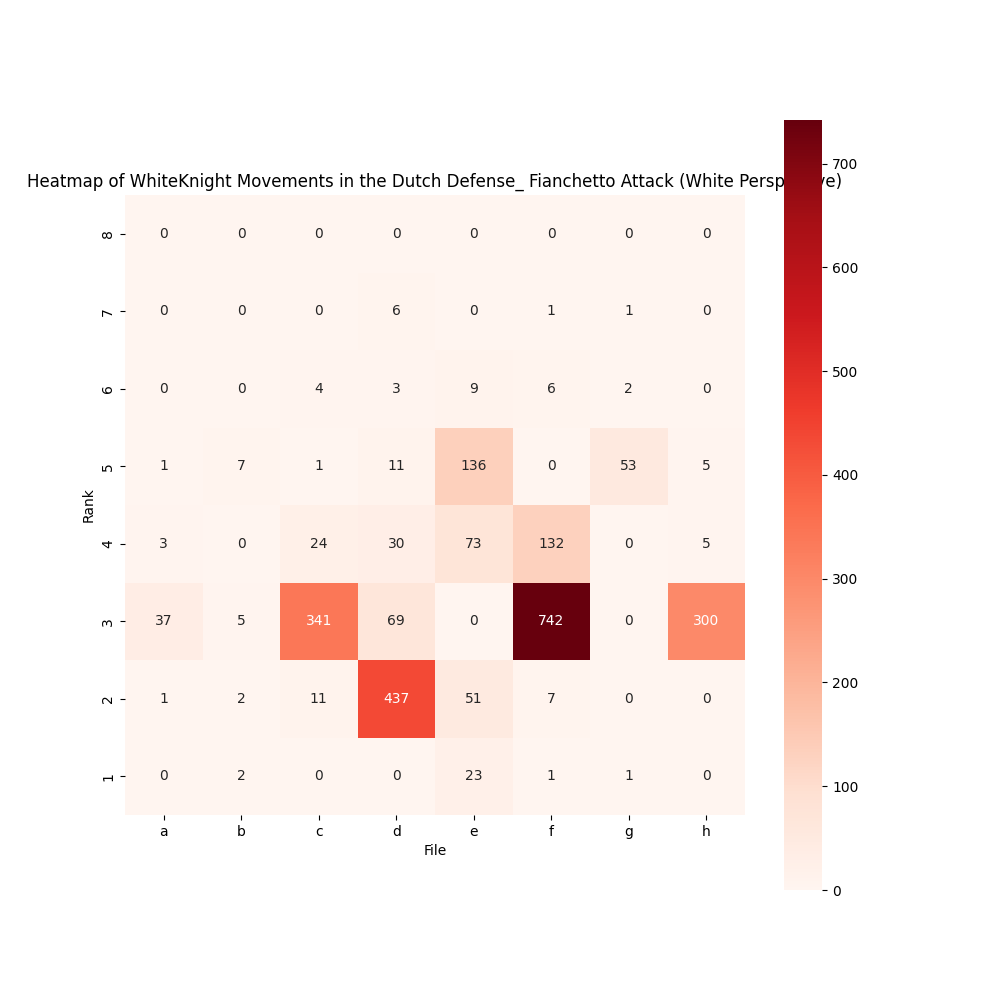 Heatmap of WhiteKnight Movements in the Dutch Defense_ Fianchetto Attack (White Persp ve)
8 0 0 0 0 0 0 0 0
7 0 0 0 6 0 1 1 0
6 0 0 4 3 9 6 2 0
5 1 7 1 11 136 0 53 5
4 3 0 24 30 73 132 0 5
3 37 5 341 69 0 742 0 300
2 1 2 11 437 51 7 0 0
1 0 2 0 0 23 1 1 0
a b c d e f g h
File
Rank
700
600
500
400
300
200
100
0